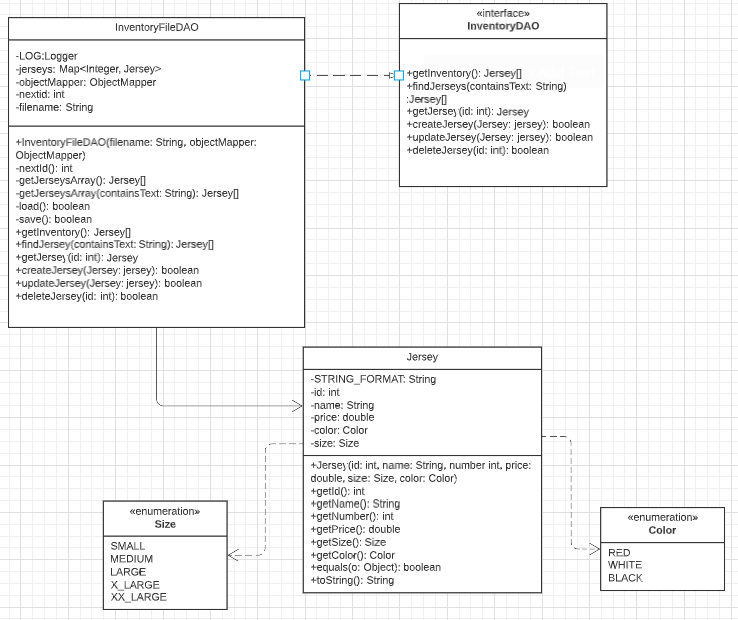 InventoryFileDAO
-LOG:Logger
-jerseys: Map<Integer, Jersey>
-objectMapper: ObjectMapper
-nextid: int
-filename: String
+InventoryFileDAO(filename: String, objectMapper:
ObjectMapper)
-nextId(): int
-getJerseysArray(): Jersey[]
-getJerseysArray(containsText: String): Jersey[]
-load(): boolean
-save(): boolean
+getInventory(): Jersey[]
+findJersey(containsText: String): Jersey[]
+getJersey(id: int): Jersey
+createJersey(Jersey: jersey): boolean
+updateJersey(Jersey: jersey): boolean
+deleteJersey(id: int): boolean
«interface»
InventoryDAO
+getInventory(): Jersey[]
+findJerseys(containsText: String)
:Jersey[]
+getJersey(id: int): Jersey
+createJersey(Jersey: jersey): boolean
+updateJersey(Jersey: jersey): boolean
+deleteJersey(id: int): boolean
Jersey
-STRING_FORMAT: String
-id: int
-name: String
-price: double
-color: Color
-size: Size
+Jersey(id: int, name: String, number int, price:
double, size: Size, color: Color)
+getId(): int
+getName(): String
+getNumber(): int
+getPrice(): double
+getSize(): Size
+getColor(): Color
+equals(o: Object): boolean
+toString(): String
«enumeration»
Size
SMALL
MEDIUM
LARGE
X_LARGE
XX_LARGE
«enumeration»
Color
RED
WHITE
BLACK